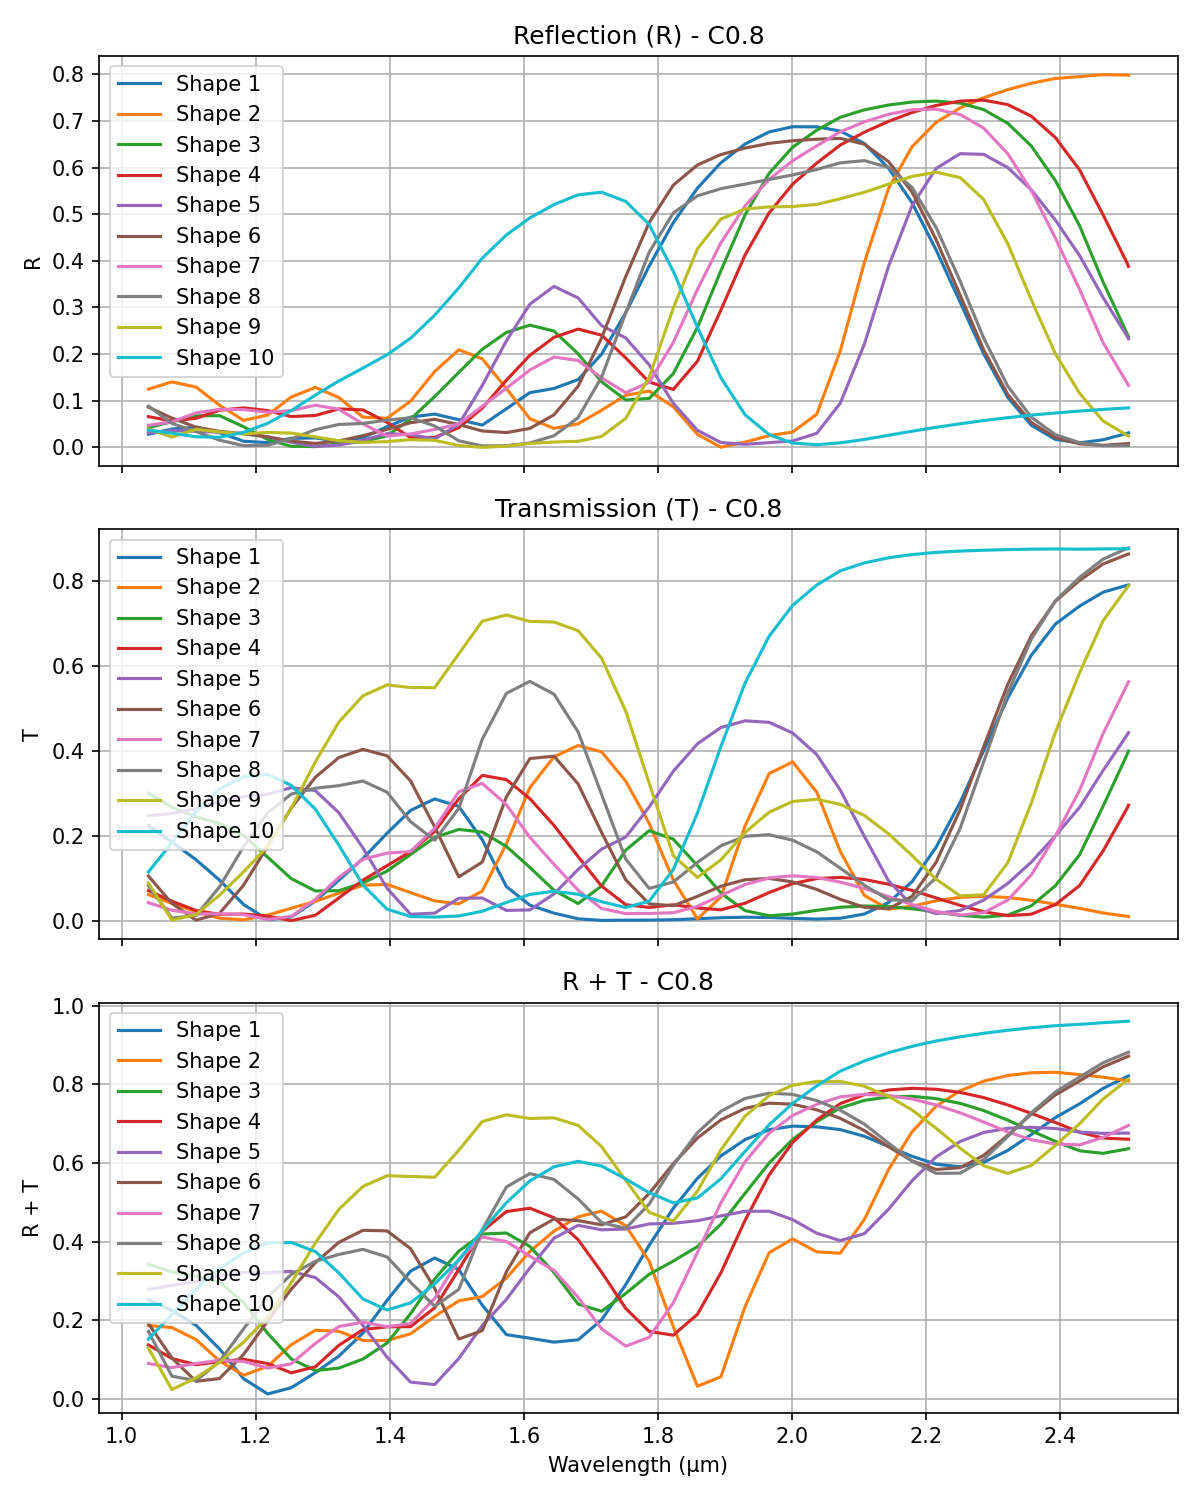 Reflection (R) - C0.8
0.8
0.7
0.6
0.5
0.4
0.3
0.2
0.1
0.0
R
Shape 1
Shape 2
Shape 3
Shape 4
Shape 5
Shape 6
Shape 7
Shape 8
Shape 9
Shape 10
Transmission (T) - C0.8
0.8
0.6
0.4
0.2
0.0
T
Shape 1
Shape 2
Shape 3
Shape 4
Shape 5
Shape 6
Shape 7
Shape 8
Shape 9
Shape 10
R + T - C0.8
1.0
0.8
0.6
0.4
0.2
0.0
R + T
Shape 1
Shape 2
Shape 3
Shape 4
Shape 5
Shape 6
Shape 7
Shape 8
Shape 9
Shape 10
1.0 1.2 1.4 1.6 1.8 2.0 2.2 2.4
Wavelength (μm)